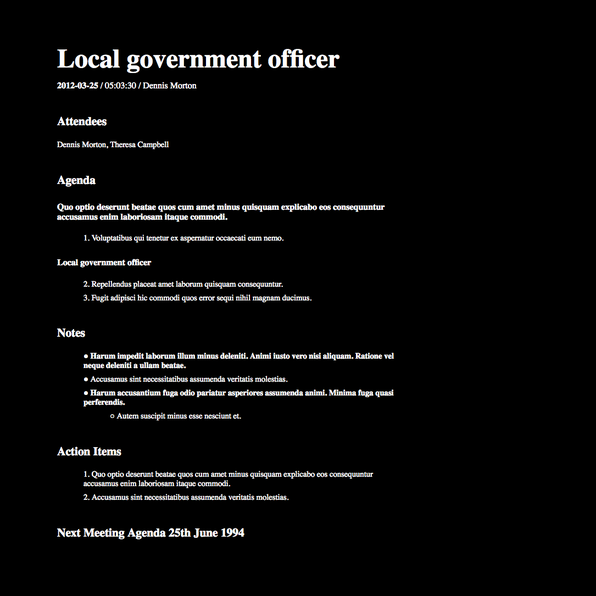 Local government officer
2012-03-25 / 05:03:30 / Dennis Morton
Attendees
Dennis Morton, Theresa Campbell
Agenda
Quo optio deserunt beatae quos cum amet minus quisquam explicabo eos consequuntur
accusamus enim laboriosam itaque commodi.
1. Voluptatibus qui tenetur ex aspernatur occaecati eum nemo.
Local government officer
2. Repellendus placeat amet laborum quisquam consequuntur.
3. Fugit adipisci hic commodi quos error sequi nihil magnam ducimus.
Notes
● Harum impedit laborum illum minus deleniti. Animi iusto vero nisi aliquam. Ratione vel
neque deleniti a ullam beatae.
● Accusamus sint necessitatibus assumenda veritatis molestias.
● Harum accusantium fuga odio pariatur asperiores assumenda animi. Minima fuga quasi
perferendis.
○ Autem suscipit minus esse nesciunt et.
Action Items
1. Quo optio deserunt beatae quos cum amet minus quisquam explicabo eos consequuntur
accusamus enim laboriosam itaque commodi.
2. Accusamus sint necessitatibus assumenda veritatis molestias.
Next Meeting Agenda 25th June 1994